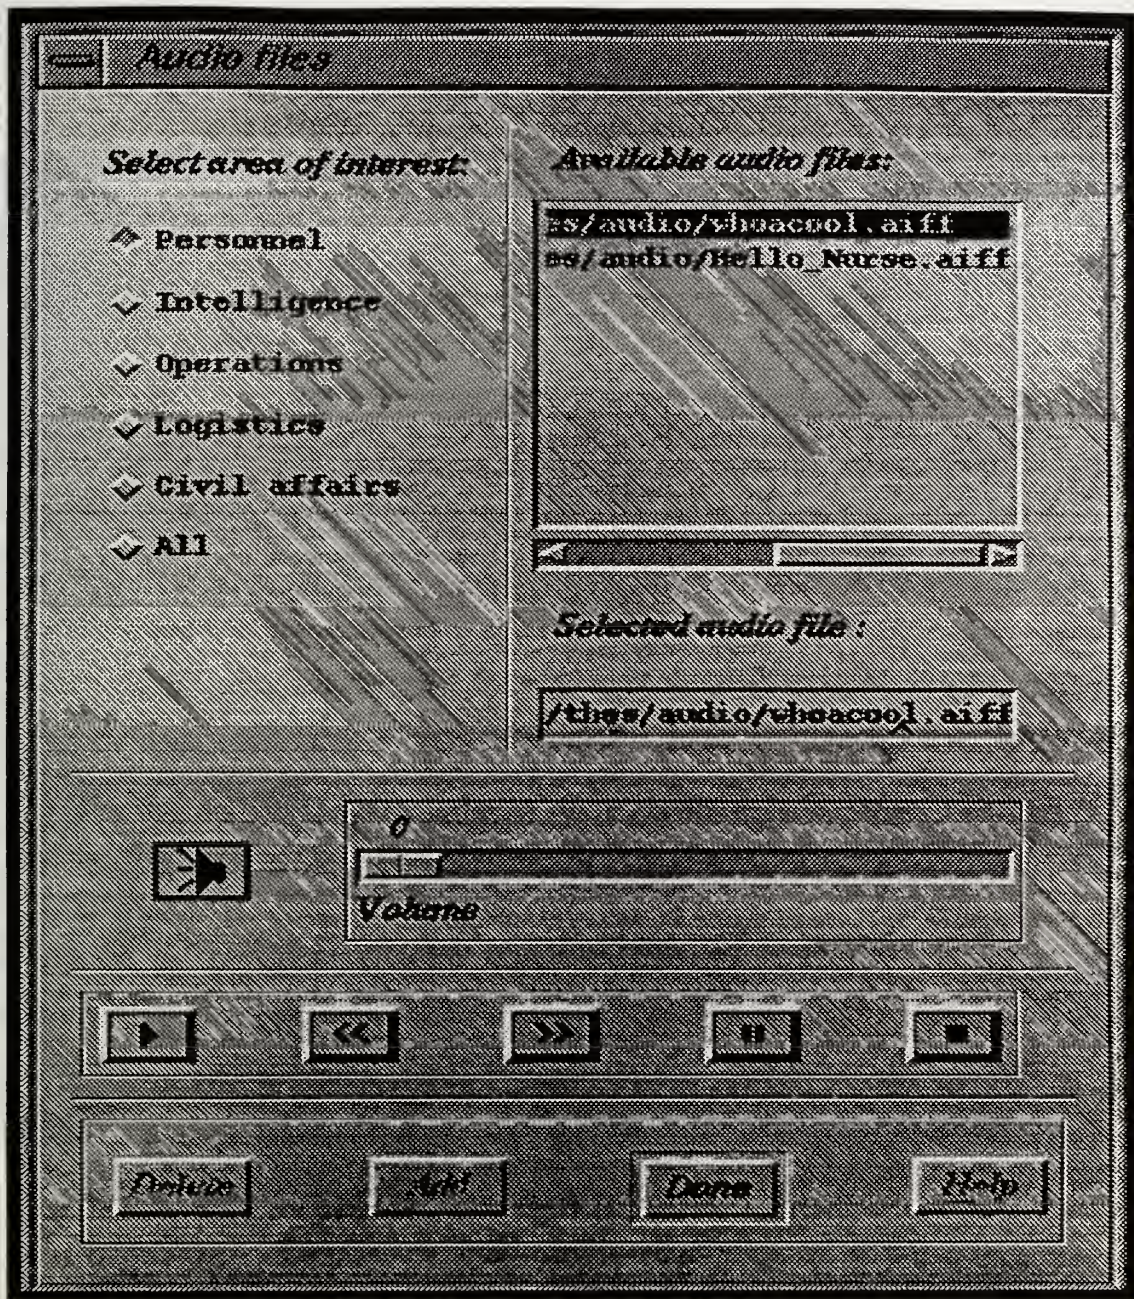 Audio files
Select area of interest:
Personnel
Intelligence
Operations
Logistics
Civil affairs
All
Available audio files:
es/audio/whoacool.aiff
es/audio/Hello_Nurse.aiff
Selected audio file :
/thes/audio/whoacool.aiff
0
Volume
Delete
Add
Done
Help